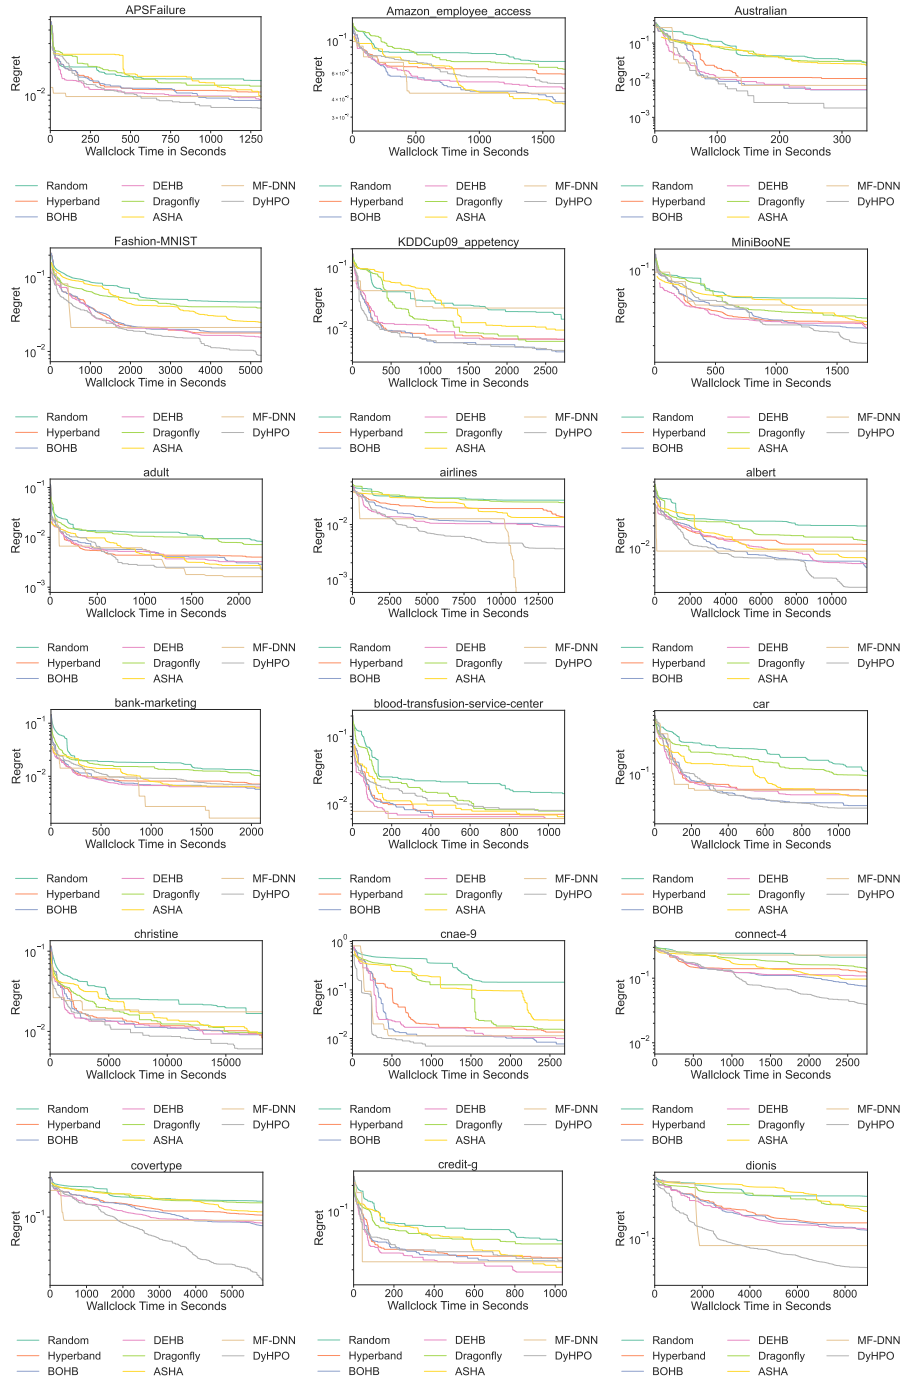 APSFailure
Amazon_employee_access
Australian
Regret
10⁻²
0 250 500 750 1000 1250
Wallclock Time in Seconds
Regret
10⁻¹
6 × 10⁻²
4 × 10⁻²
3 × 10⁻²
0 500 1000 1500
Wallclock Time in Seconds
Regret
10⁻¹
10⁻²
10⁻³
0 100 200 300
Wallclock Time in Seconds
Random DEHB MF-DNN
Hyperband Dragonfly DyHPO
BOHB ASHA
Random DEHB MF-DNN
Hyperband Dragonfly DyHPO
BOHB ASHA
Random DEHB MF-DNN
Hyperband Dragonfly DyHPO
BOHB ASHA
Fashion-MNIST
KDDCup09_appetency
MiniBooNE
Regret
10⁻¹
10⁻²
0 1000 2000 3000 4000 5000
Wallclock Time in Seconds
Regret
10⁻¹
10⁻²
0 500 1000 1500 2000 2500
Wallclock Time in Seconds
Regret
10⁻¹
0 500 1000 1500
Wallclock Time in Seconds
Random DEHB MF-DNN
Hyperband Dragonfly DyHPO
BOHB ASHA
Random DEHB MF-DNN
Hyperband Dragonfly DyHPO
BOHB ASHA
Random DEHB MF-DNN
Hyperband Dragonfly DyHPO
BOHB ASHA
adult
airlines
albert
Regret
10⁻¹
10⁻²
10⁻³
0 500 1000 1500 2000
Wallclock Time in Seconds
Regret
10⁻²
10⁻³
0 2500 5000 7500 10000 12500
Wallclock Time in Seconds
Regret
10⁻²
0 2000 4000 6000 8000 10000
Wallclock Time in Seconds
Random DEHB MF-DNN
Hyperband Dragonfly DyHPO
BOHB ASHA
Random DEHB MF-DNN
Hyperband Dragonfly DyHPO
BOHB ASHA
Random DEHB MF-DNN
Hyperband Dragonfly DyHPO
BOHB ASHA
bank-marketing
blood-transfusion-service-center
car
Regret
10⁻¹
10⁻²
0 500 1000 1500 2000
Wallclock Time in Seconds
Regret
10⁻¹
10⁻²
0 200 400 600 800 1000
Wallclock Time in Seconds
Regret
10⁻¹
0 200 400 600 800 1000
Wallclock Time in Seconds
Random DEHB MF-DNN
Hyperband Dragonfly DyHPO
BOHB ASHA
Random DEHB MF-DNN
Hyperband Dragonfly DyHPO
BOHB ASHA
Random DEHB MF-DNN
Hyperband Dragonfly DyHPO
BOHB ASHA
christine
cnae-9
connect-4
Regret
10⁻¹
10⁻²
0 5000 10000 15000
Wallclock Time in Seconds
Regret
10⁰
10⁻¹
10⁻²
0 500 1000 1500 2000 2500
Wallclock Time in Seconds
Regret
10⁻¹
10⁻²
0 500 1000 1500 2000 2500
Wallclock Time in Seconds
Random DEHB MF-DNN
Hyperband Dragonfly DyHPO
BOHB ASHA
Random DEHB MF-DNN
Hyperband Dragonfly DyHPO
BOHB ASHA
Random DEHB MF-DNN
Hyperband Dragonfly DyHPO
BOHB ASHA
covertype
credit-g
dionis
Regret
10⁻¹
0 1000 2000 3000 4000 5000
Wallclock Time in Seconds
Regret
10⁻¹
0 200 400 600 800 1000
Wallclock Time in Seconds
Regret
10⁻¹
0 2000 4000 6000 8000
Wallclock Time in Seconds
Random DEHB MF-DNN
Hyperband Dragonfly DyHPO
BOHB ASHA
Random DEHB MF-DNN
Hyperband Dragonfly DyHPO
BOHB ASHA
Random DEHB MF-DNN
Hyperband Dragonfly DyHPO
BOHB ASHA